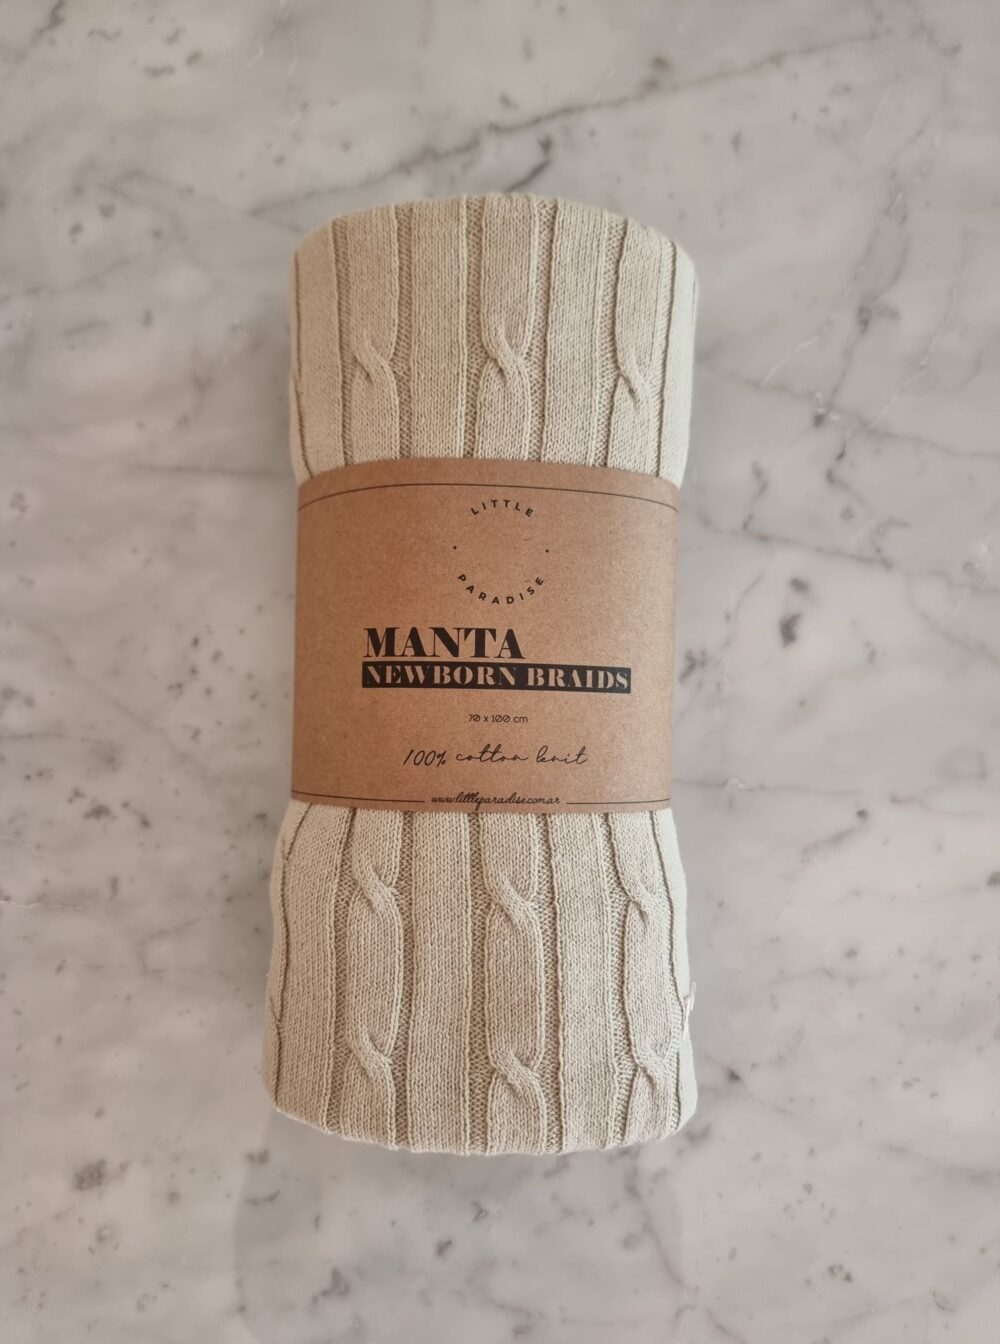 LITTLE
PARADISE
MANTA
NEWBORN BRAIDS
70 x 100 cm
100% cotton knit
www.littleparadise.com.ar